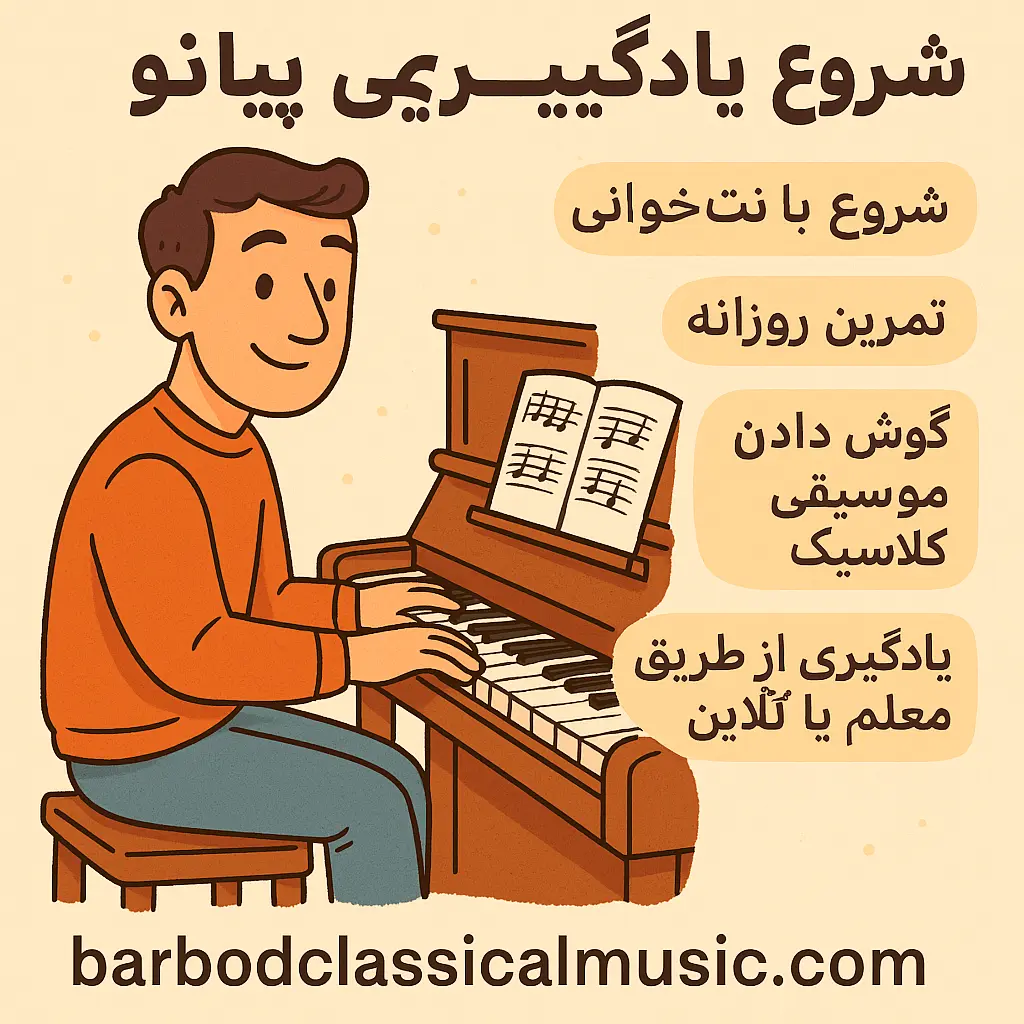 شروع یادگییـریمی پیانو
شروع با نت‌خوانی
تمرین روزانه
گوش دادن
موسیقی
کلاسیک
یادگیری از طریق
معلم یا
barbodclassicalmusic.com